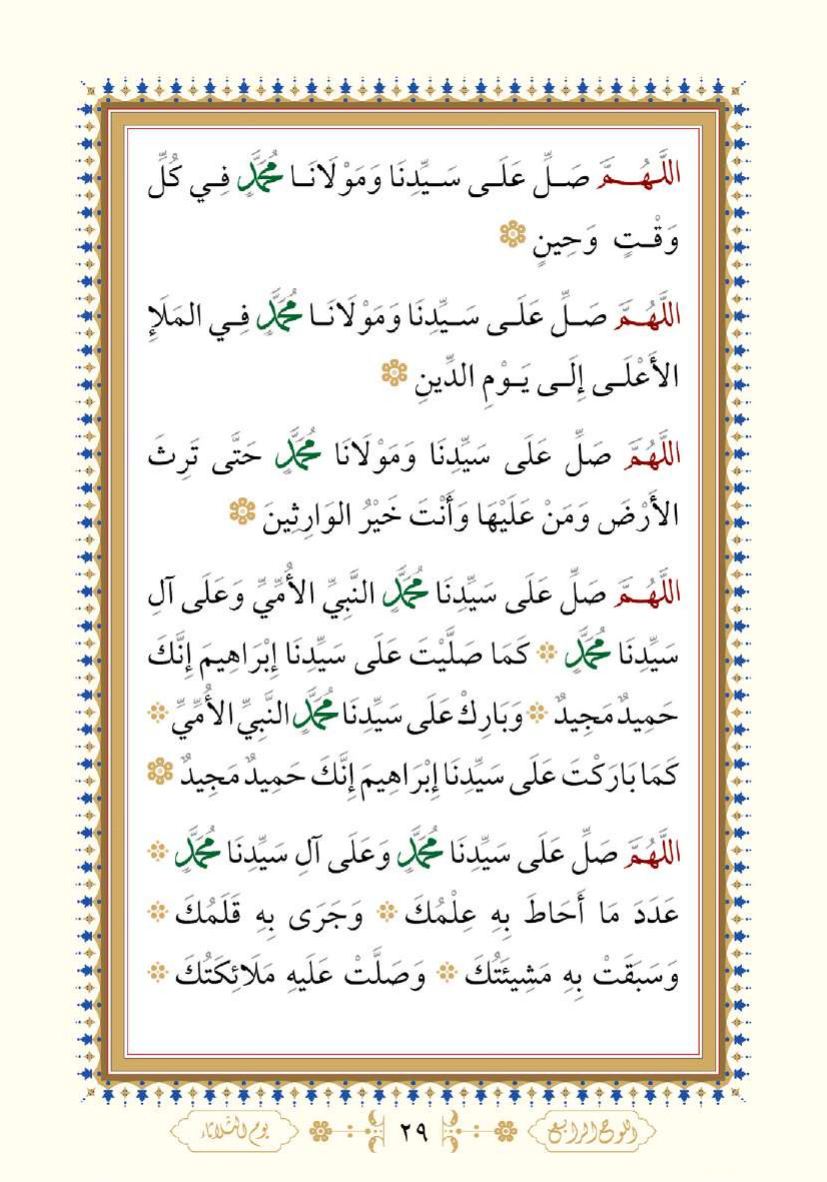 اللَّهُمَّ صَلِّ عَلَى سَيِّدِنَا وَمَوْلَانَا مُحَمَّدٍ فِي كُلِّ
وَقْتٍ وَحِينٍ
اللَّهُمَّ صَلِّ عَلَى سَيِّدِنَا وَمَوْلَانَا مُحَمَّدٍ فِي المَلَإِ
الأَعْلَى إِلَى يَوْمِ الدِّينِ
اللَّهُمَّ صَلِّ عَلَى سَيِّدِنَا وَمَوْلَانَا مُحَمَّدٍ حَتَّى تَرِثَ
الأَرْضَ وَمَنْ عَلَيْهَا وَأَنْتَ خَيْرُ الوَارِثِينَ
اللَّهُمَّ صَلِّ عَلَى سَيِّدِنَا مُحَمَّدٍ النَّبِيِّ الأُمِّيِّ وَعَلَى آلِ
سَيِّدِنَا مُحَمَّدٍ كَمَا صَلَّيْتَ عَلَى سَيِّدِنَا إِبْرَاهِيمَ إِنَّكَ
حَمِيدٌ مَجِيدٌ وَبَارِكْ عَلَى سَيِّدِنَا مُحَمَّدٍ النَّبِيِّ الأُمِّيِّ
كَمَا بَارَكْتَ عَلَى سَيِّدِنَا إِبْرَاهِيمَ إِنَّكَ حَمِيدٌ مَجِيدٌ
اللَّهُمَّ صَلِّ عَلَى سَيِّدِنَا مُحَمَّدٍ وَعَلَى آلِ سَيِّدِنَا مُحَمَّدٍ
عَدَدَ مَا أَحَاطَ بِهِ عِلْمُكَ وَجَرَى بِهِ قَلَمُكَ
وَسَبَقَتْ بِهِ مَشِيئَتُكَ وَصَلَّتْ عَلَيهِ مَلَائِكَتُكَ
اللوح الرابع ٢٩ يوم الثلاثاء